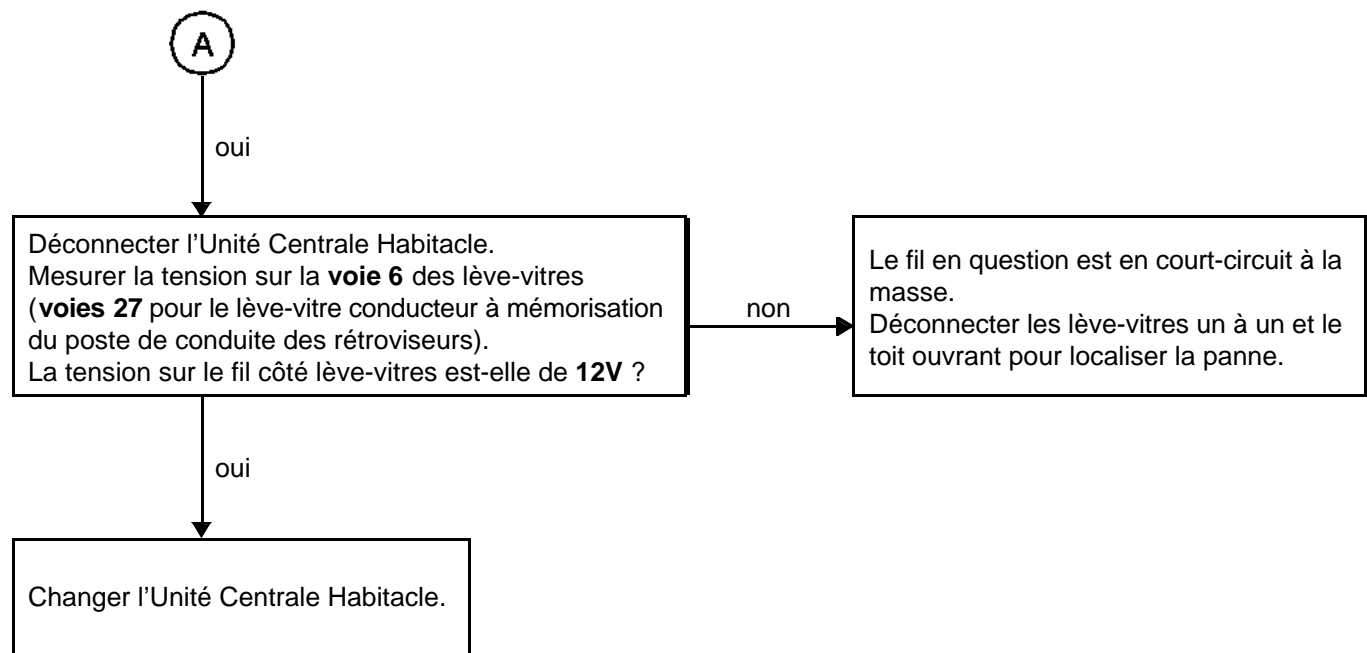 A
oui
Déconnecter l’Unité Centrale Habitacle.
Mesurer la tension sur la voie 6 des lève-vitres
(voies 27 pour le lève-vitre conducteur à mémorisation
du poste de conduite des rétroviseurs).
La tension sur le fil côté lève-vitres est-elle de 12V ?
non
Le fil en question est en court-circuit à la
masse.
Déconnecter les lève-vitres un à un et le
toit ouvrant pour localiser la panne.
oui
Changer l’Unité Centrale Habitacle.